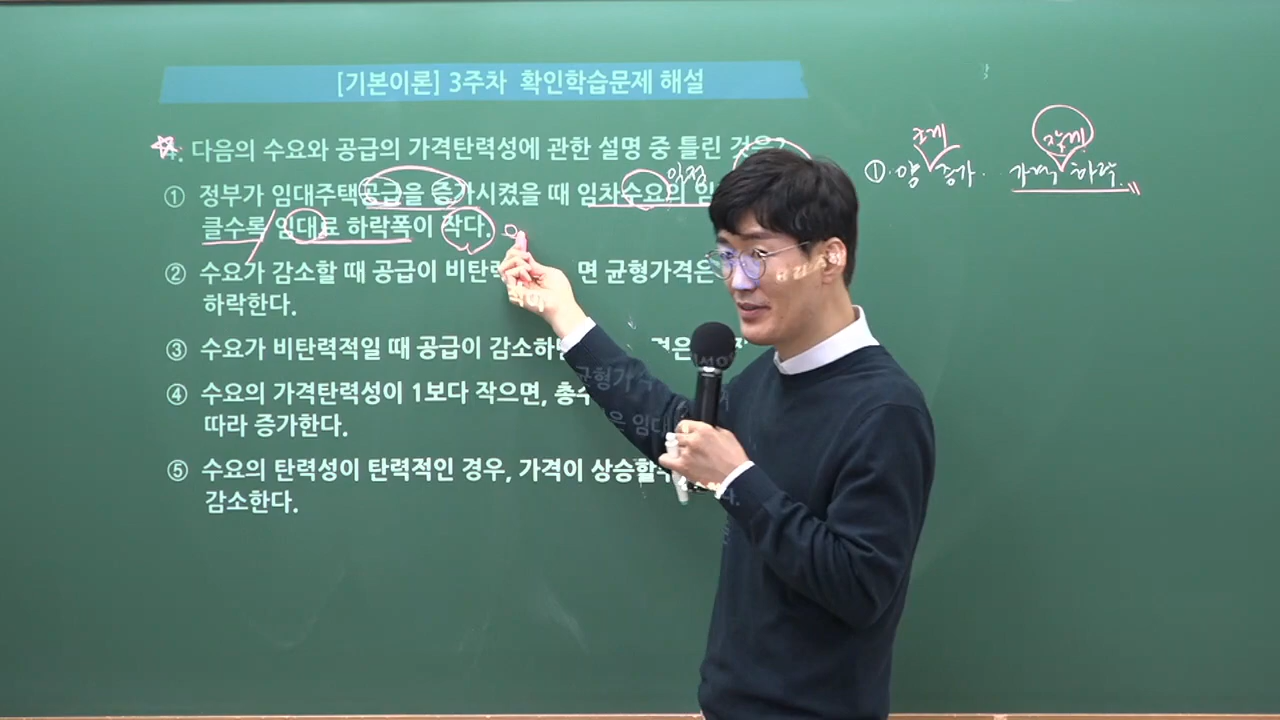 [기본이론] 3주차 확인학습문제 해설
4. 다음의 수요와 공급의 가격탄력성에 관한 설명 중 틀린 것은?
① 정부가 임대주택공급을 증가시켰을 때 임차수요의 임
클수록 임대료 하락폭이 작다.
② 수요가 감소할 때 공급이 비탄력 면 균형가격은
하락한다.
③ 수요가 비탄력적일 때 공급이 감소하
④ 수요의 가격탄력성이 1보다 작으면,
따라 증가한다.
⑤ 수요의 탄력성이 탄력적인 경우, 가격이 상승할수
감소한다.
작게
① 양 증가 가격 하락